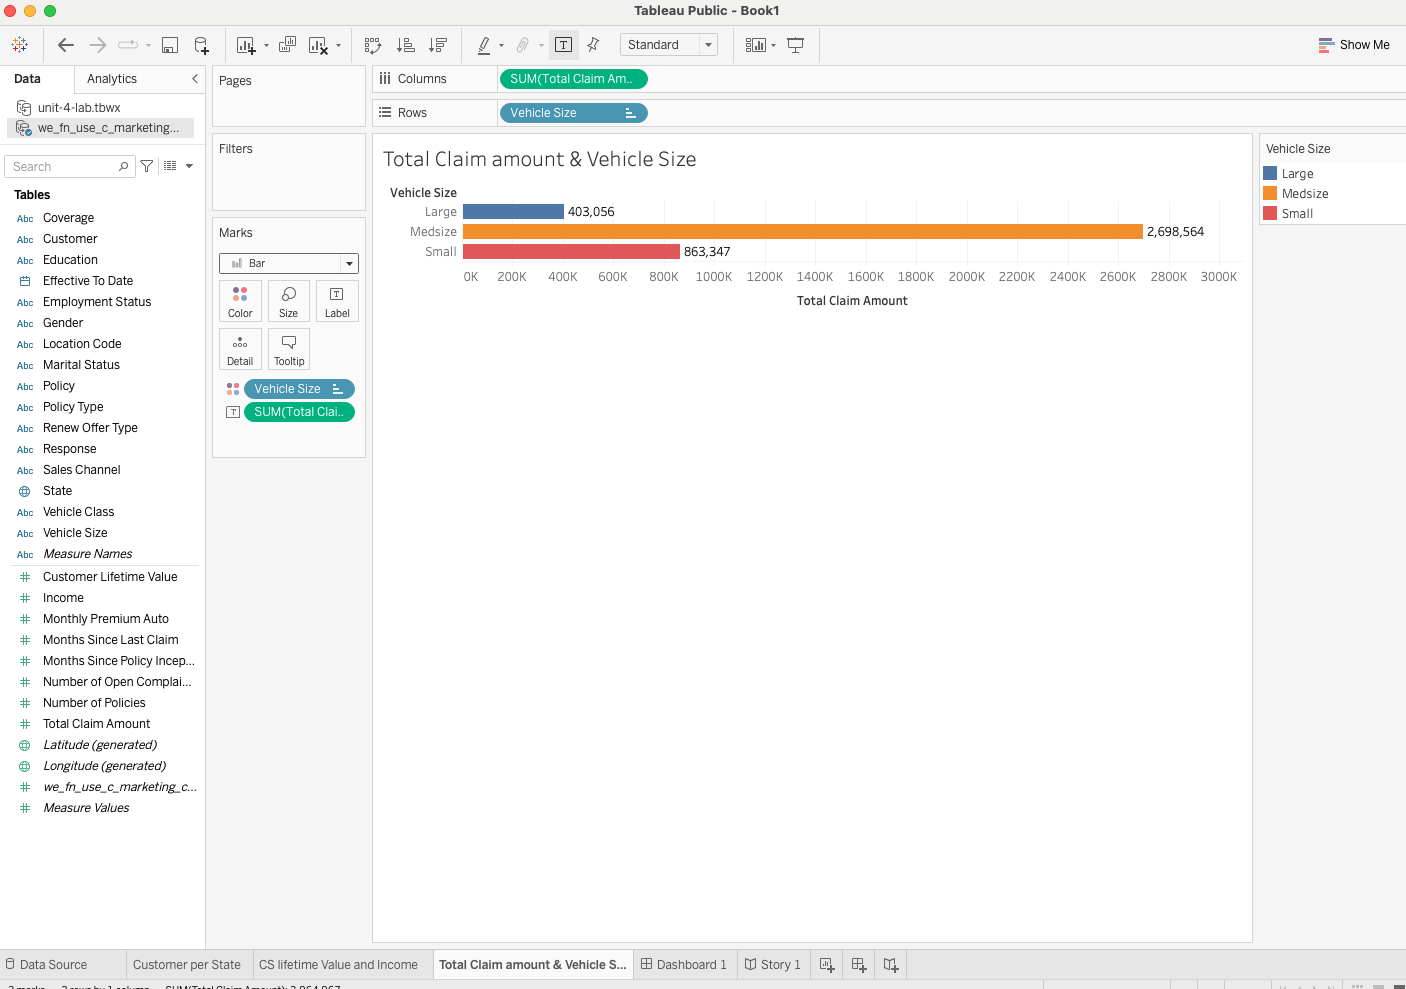 Tableau Public - Book1
Standard
Show Me
Data
Analytics
unit-4-lab.tbwx
we_fn_use_c_marketing...
Search
Tables
Abc Coverage
Abc Customer
Abc Education
Effective To Date
Abc Employment Status
Abc Gender
Abc Location Code
Abc Marital Status
Abc Policy
Abc Policy Type
Abc Renew Offer Type
Abc Response
Abc Sales Channel
State
Abc Vehicle Class
Abc Vehicle Size
Abc Measure Names
# Customer Lifetime Value
# Income
# Monthly Premium Auto
# Months Since Last Claim
# Months Since Policy Incep...
# Number of Open Complai...
# Number of Policies
# Total Claim Amount
Latitude (generated)
Longitude (generated)
# we_fn_use_c_marketing_c...
# Measure Values
Pages
Filters
Marks
Bar
Color
Size
T
Label
Detail
Tooltip
Vehicle Size
T SUM(Total Clai..
Columns
SUM(Total Claim Am..
Rows
Vehicle Size
Total Claim amount & Vehicle Size
Vehicle Size
Large 403,056
Medsize 2,698,564
Small 863,347
0K 200K 400K 600K 800K 1000K 1200K 1400K 1600K 1800K 2000K 2200K 2400K 2600K 2800K 3000K
Total Claim Amount
Vehicle Size
Large
Medsize
Small
Data Source
Customer per State
CS lifetime Value and Income
Total Claim amount & Vehicle S...
Dashboard 1
Story 1